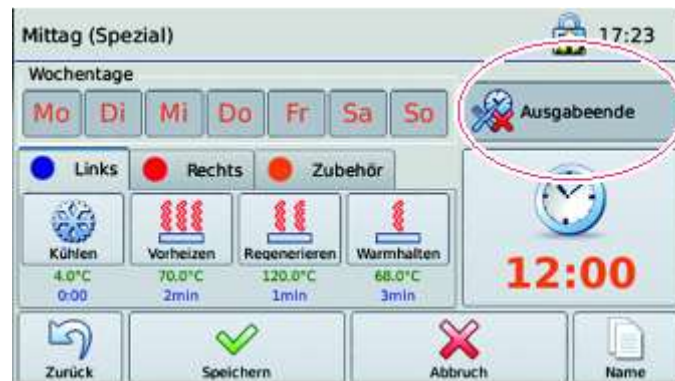 Mittag (Spezial) 17:23
Wochentage
Mo Di Mi Do Fr Sa So
Ausgabeende
Links Rechts Zubehör
Kühlen Vorheizen Regenerieren Warmhalten
4.0°C 70.0°C 120.0°C 68.0°C
0:00 2min 1min 3min
12:00
Zurück Speichern Abbruch Name